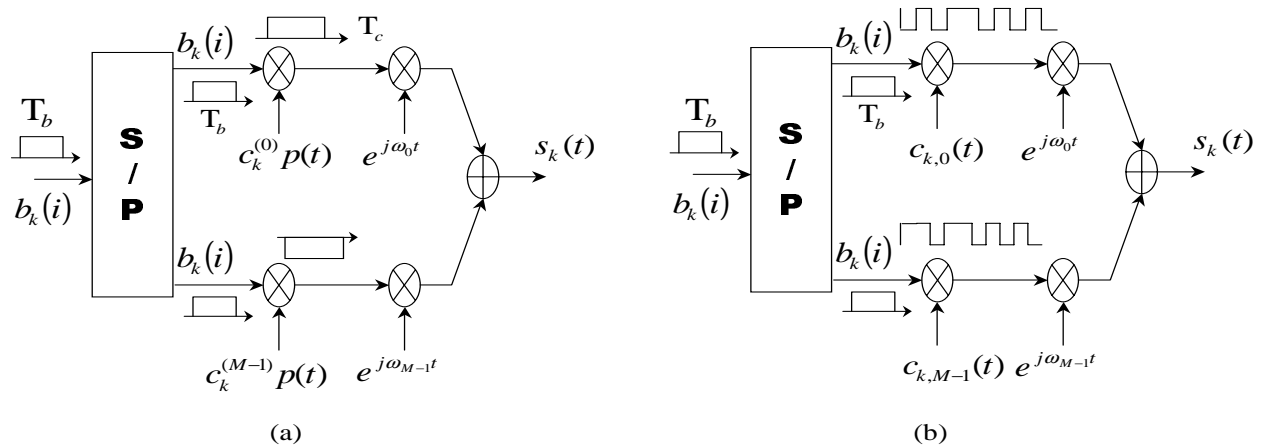 T_c
b_k(i)
T_b
T_b
S/P
c_k^{(0)} p(t)
e^{jω_0 t}
s_k(t)
b_k(i)
b_k(i)
c_k^{(M-1)} p(t)
e^{jω_{M-1} t}
(a)
b_k(i)
T_b
T_b
S/P
c_{k,0}(t)
e^{jω_0 t}
s_k(t)
b_k(i)
b_k(i)
c_{k,M-1}(t)
e^{jω_{M-1} t}
(b)